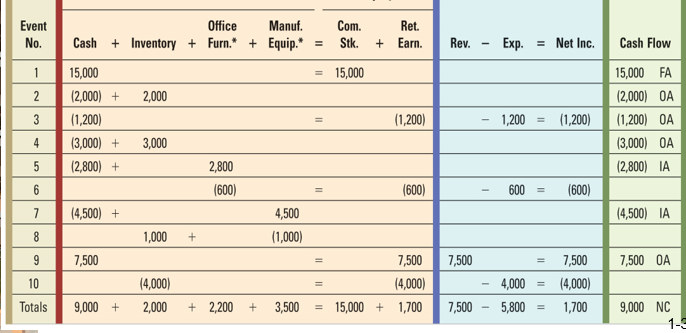 Office Manuf. Com. Ret.
Event
No. Cash + Inventory + Furn.* + Equip.* = Stk. + Earn. Rev. − Exp. = Net Inc. Cash Flow
1 15,000 = 15,000 15,000 FA
2 (2,000) + 2,000 (2,000) OA
3 (1,200) = (1,200) − 1,200 = (1,200) (1,200) OA
4 (3,000) + 3,000 (3,000) OA
5 (2,800) + 2,800 (2,800) IA
6 (600) = (600) − 600 = (600)
7 (4,500) + 4,500 (4,500) IA
8 1,000 + (1,000)
9 7,500 = 7,500 7,500 = 7,500 7,500 OA
10 (4,000) = (4,000) − 4,000 = (4,000)
Totals 9,000 + 2,000 + 2,200 + 3,500 = 15,000 + 1,700 7,500 − 5,800 = 1,700 9,000 NC